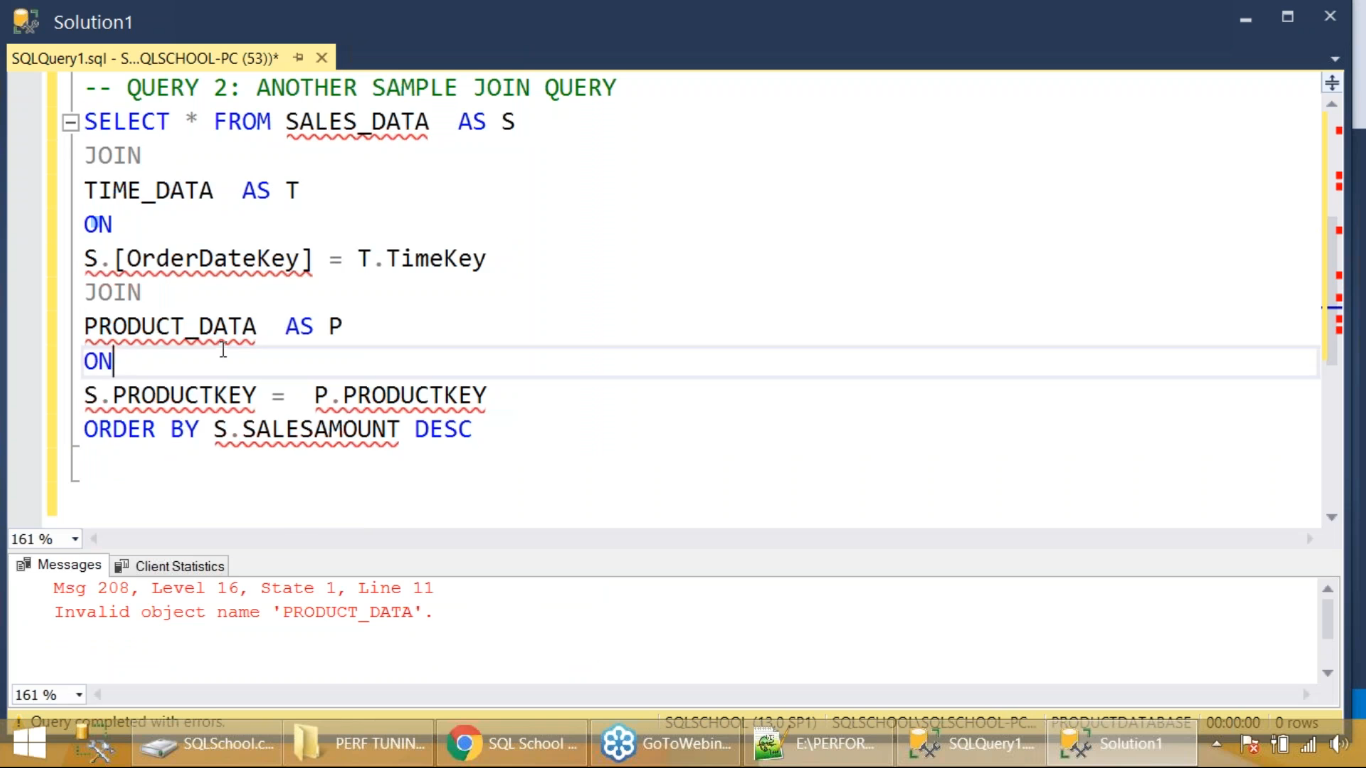 Solution1
SQLQuery1.sql - S...QLSCHOOL-PC (53))*
-- QUERY 2: ANOTHER SAMPLE JOIN QUERY
SELECT * FROM SALES_DATA  AS S
JOIN
TIME_DATA  AS T
ON
S.[OrderDateKey] = T.TimeKey
JOIN
PRODUCT_DATA  AS P
ON
S.PRODUCTKEY =  P.PRODUCTKEY
ORDER BY S.SALESAMOUNT DESC
161 %
Messages Client Statistics
Msg 208, Level 16, State 1, Line 11
Invalid object name 'PRODUCT_DATA'.
161 %
Query completed with errors. SQLSCHOOL (13.0 SP1) SQLSCHOOL\SQLSCHOOL-PC... PRODUCTDATABASE 00:00:00 0 rows
SQLSchool.c... PERF TUNIN... SQL School ... GoToWebin... E:\PERFOR... SQLQuery1.... Solution1